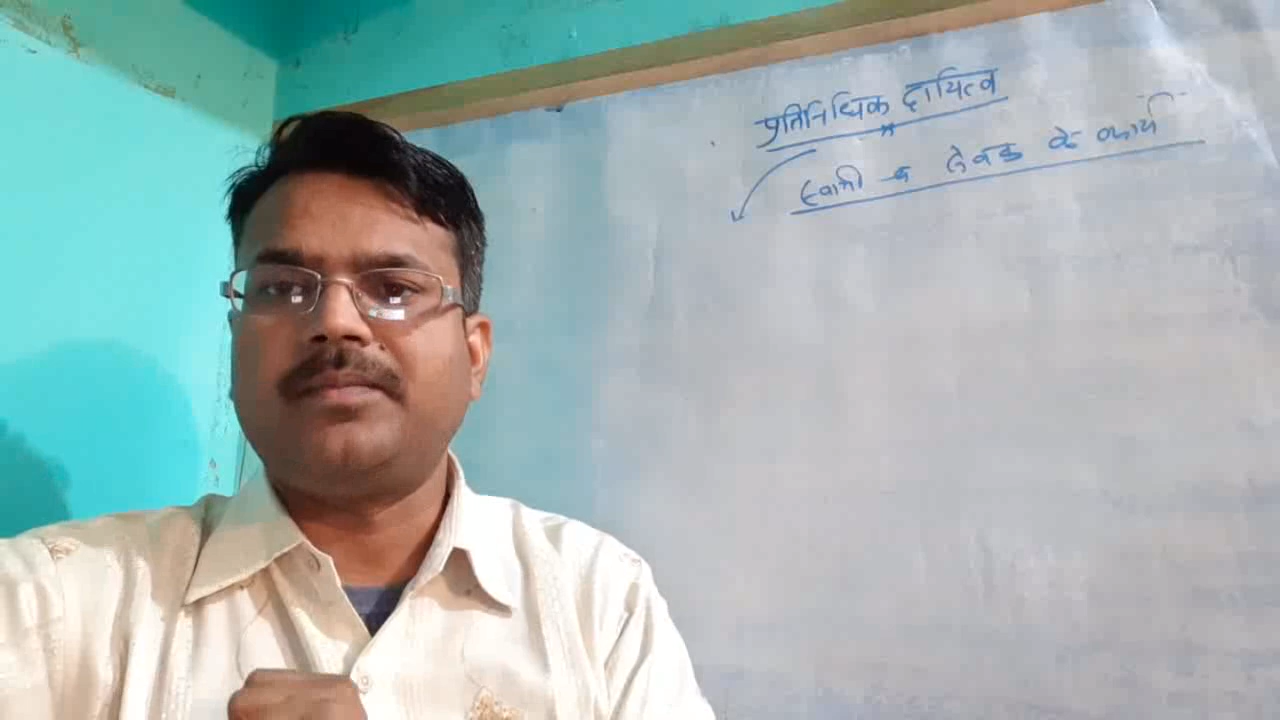 प्रतिनिधिक दायित्व
स्वामी व सेवक के कार्य